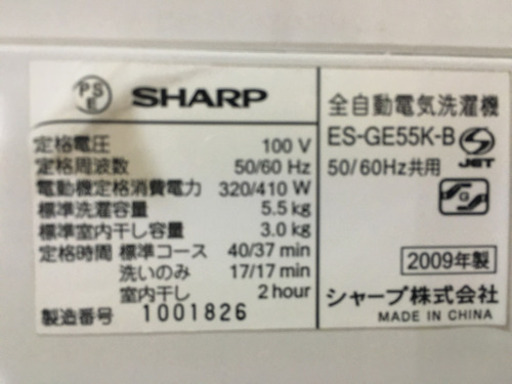 PSE SHARP
定格電圧 100 V
定格周波数 50/60 Hz
電動機定格消費電力 320/410 W
標準洗濯容量 5.5 kg
標準室内干し容量 3.0 kg
定格時間 標準コース 40/37 min
洗いのみ 17/17 min
室内干し 2 hour
製造番号 1001826
全自動電気洗濯機
ES-GE55K-B
JET
50/60Hz共用
G
2009年製
シャープ株式会社
MADE IN CHINA